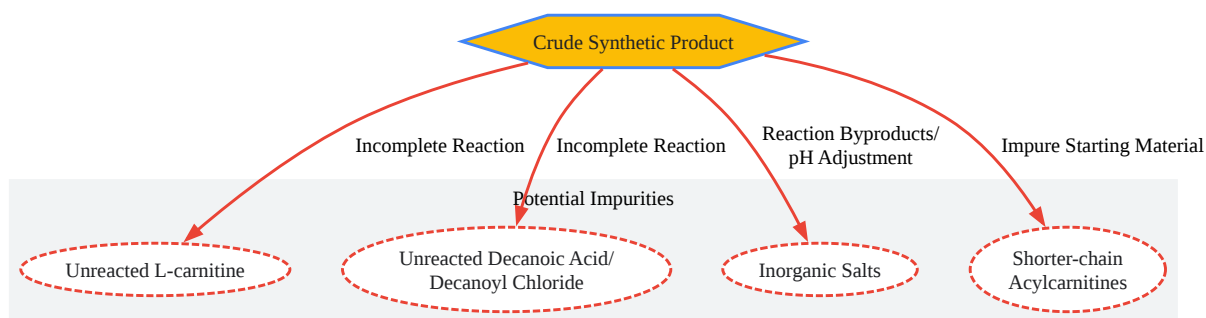 Crude Synthetic Product
Incomplete Reaction
Incomplete Reaction
Reaction Byproducts/
pH Adjustment
Impure Starting Material
Potential Impurities
Unreacted L-carnitine
Unreacted Decanoic Acid/
Decanoyl Chloride
Inorganic Salts
Shorter-chain
Acylcarnitines